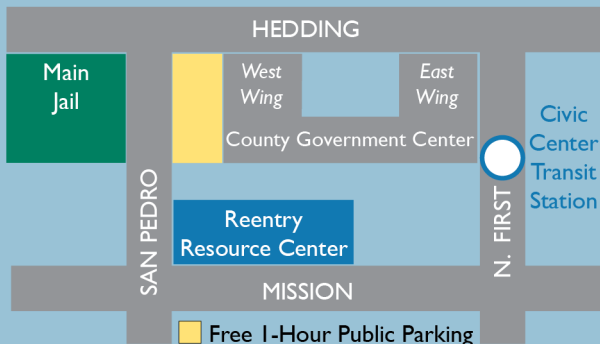 HEDDING
Main
Jail
West
Wing
East
Wing
County Government Center
Civic
Center
Transit
Station
SAN PEDRO
Reentry
Resource Center
N. FIRST
MISSION
Free 1-Hour Public Parking